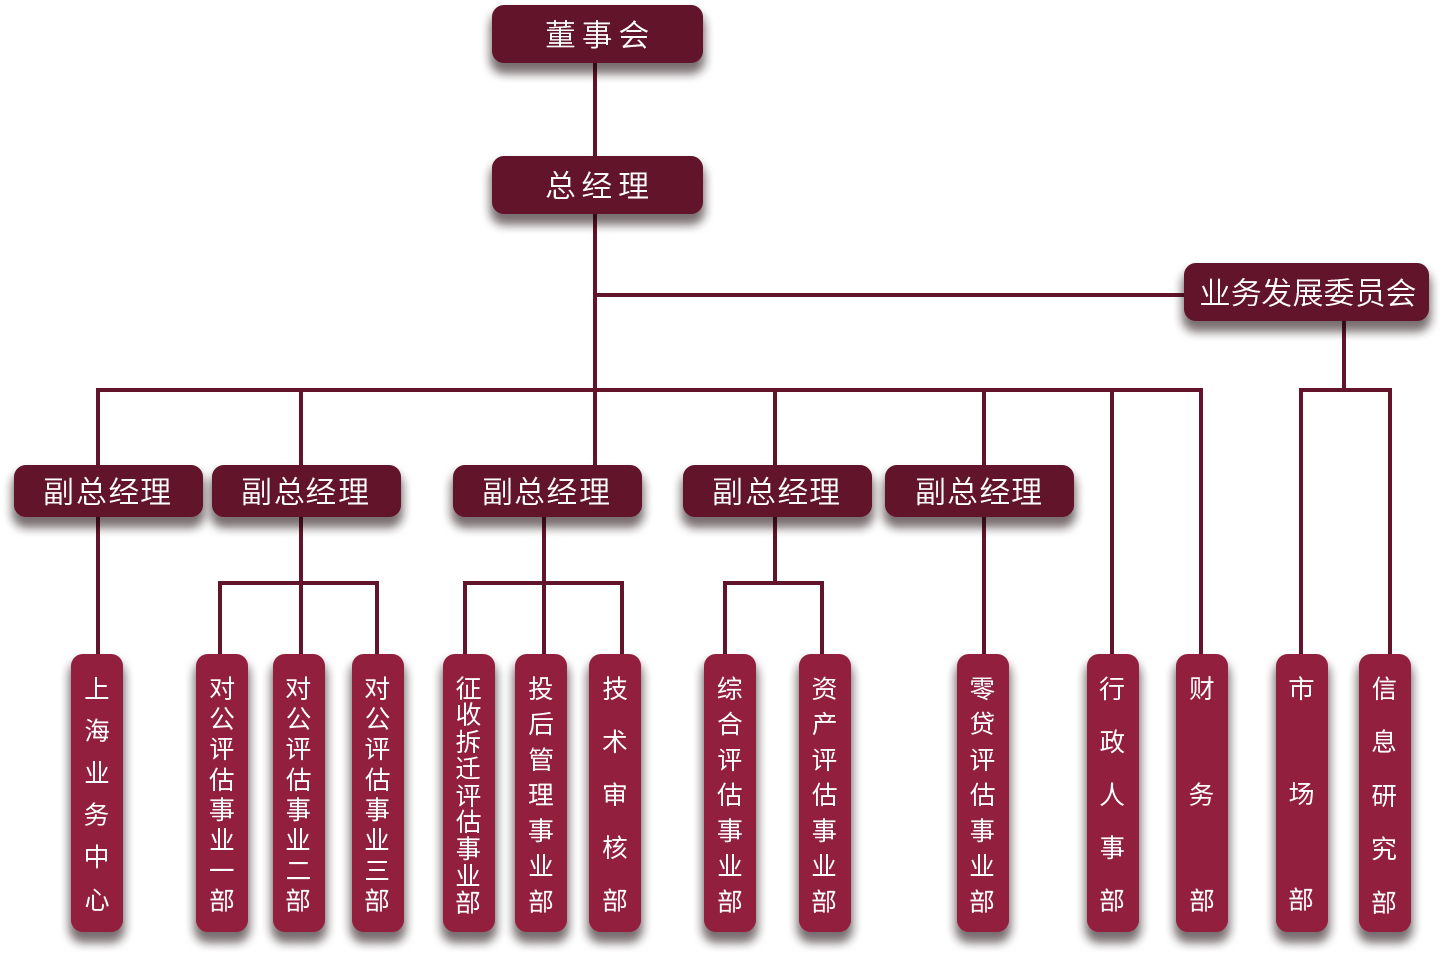 董事会
总经理
业务发展委员会
副总经理
副总经理
副总经理
副总经理
副总经理
上海业务中心
对公评估事业一部
对公评估事业二部
对公评估事业三部
征收拆迁评估事业部
投后管理事业部
技术审核部
综合评估事业部
资产评估事业部
零贷评估事业部
行政人事部
财务部
市场部
信息研究部